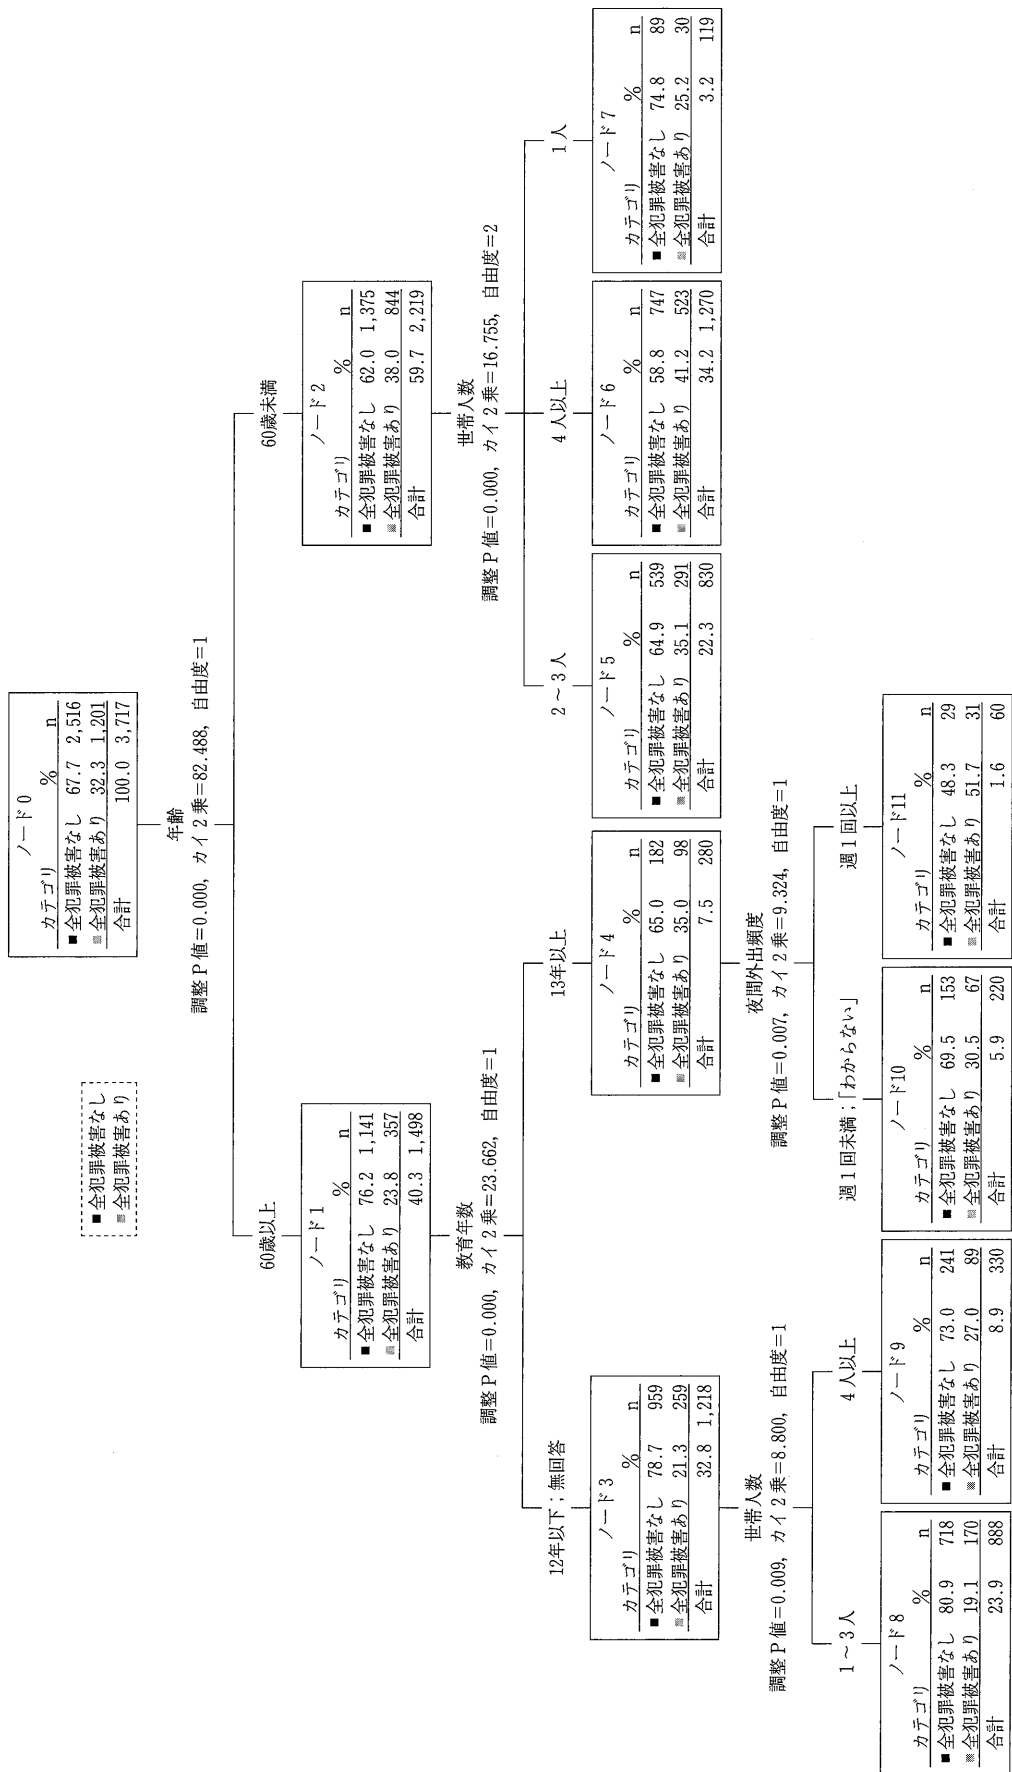 ■全犯罪被害なし
■全犯罪被害あり
ノード0
カテゴリ % n
■全犯罪被害なし 67.7 2,516
■全犯罪被害あり 32.3 1,201
合計 100.0 3,717
年齢
調整P値=0.000, カイ2乗=82.488, 自由度=1
60歳以上
ノード1
カテゴリ % n
■全犯罪被害なし 76.2 1,141
■全犯罪被害あり 23.8 357
合計 40.3 1,498
教育年数
調整P値=0.000, カイ2乗=23.662, 自由度=1
60歳未満
ノード2
カテゴリ % n
■全犯罪被害なし 62.0 1,375
■全犯罪被害あり 38.0 844
合計 59.7 2,219
世帯人数
調整P値=0.000, カイ2乗=16.755, 自由度=2
12年以下；無回答
ノード3
カテゴリ % n
■全犯罪被害なし 78.7 959
■全犯罪被害あり 21.3 259
合計 32.8 1,218
世帯人数
調整P値=0.009, カイ2乗=8.800, 自由度=1
13年以上
ノード4
カテゴリ % n
■全犯罪被害なし 65.0 182
■全犯罪被害あり 35.0 98
合計 7.5 280
夜間外出頻度
調整P値=0.007, カイ2乗=9.324, 自由度=1
2～3人
ノード5
カテゴリ % n
■全犯罪被害なし 64.9 539
■全犯罪被害あり 35.1 291
合計 22.3 830
4人以上
ノード6
カテゴリ % n
■全犯罪被害なし 58.8 747
■全犯罪被害あり 41.2 523
合計 34.2 1,270
1人
ノード7
カテゴリ % n
■全犯罪被害なし 74.8 89
■全犯罪被害あり 25.2 30
合計 3.2 119
1～3人
ノード8
カテゴリ % n
■全犯罪被害なし 80.9 718
■全犯罪被害あり 19.1 170
合計 23.9 888
4人以上
ノード9
カテゴリ % n
■全犯罪被害なし 73.0 241
■全犯罪被害あり 27.0 89
合計 8.9 330
週1回未満；「わからない」
ノード10
カテゴリ % n
■全犯罪被害なし 69.5 153
■全犯罪被害あり 30.5 67
合計 5.9 220
週1回以上
ノード11
カテゴリ % n
■全犯罪被害なし 48.3 29
■全犯罪被害あり 51.7 31
合計 1.6 60